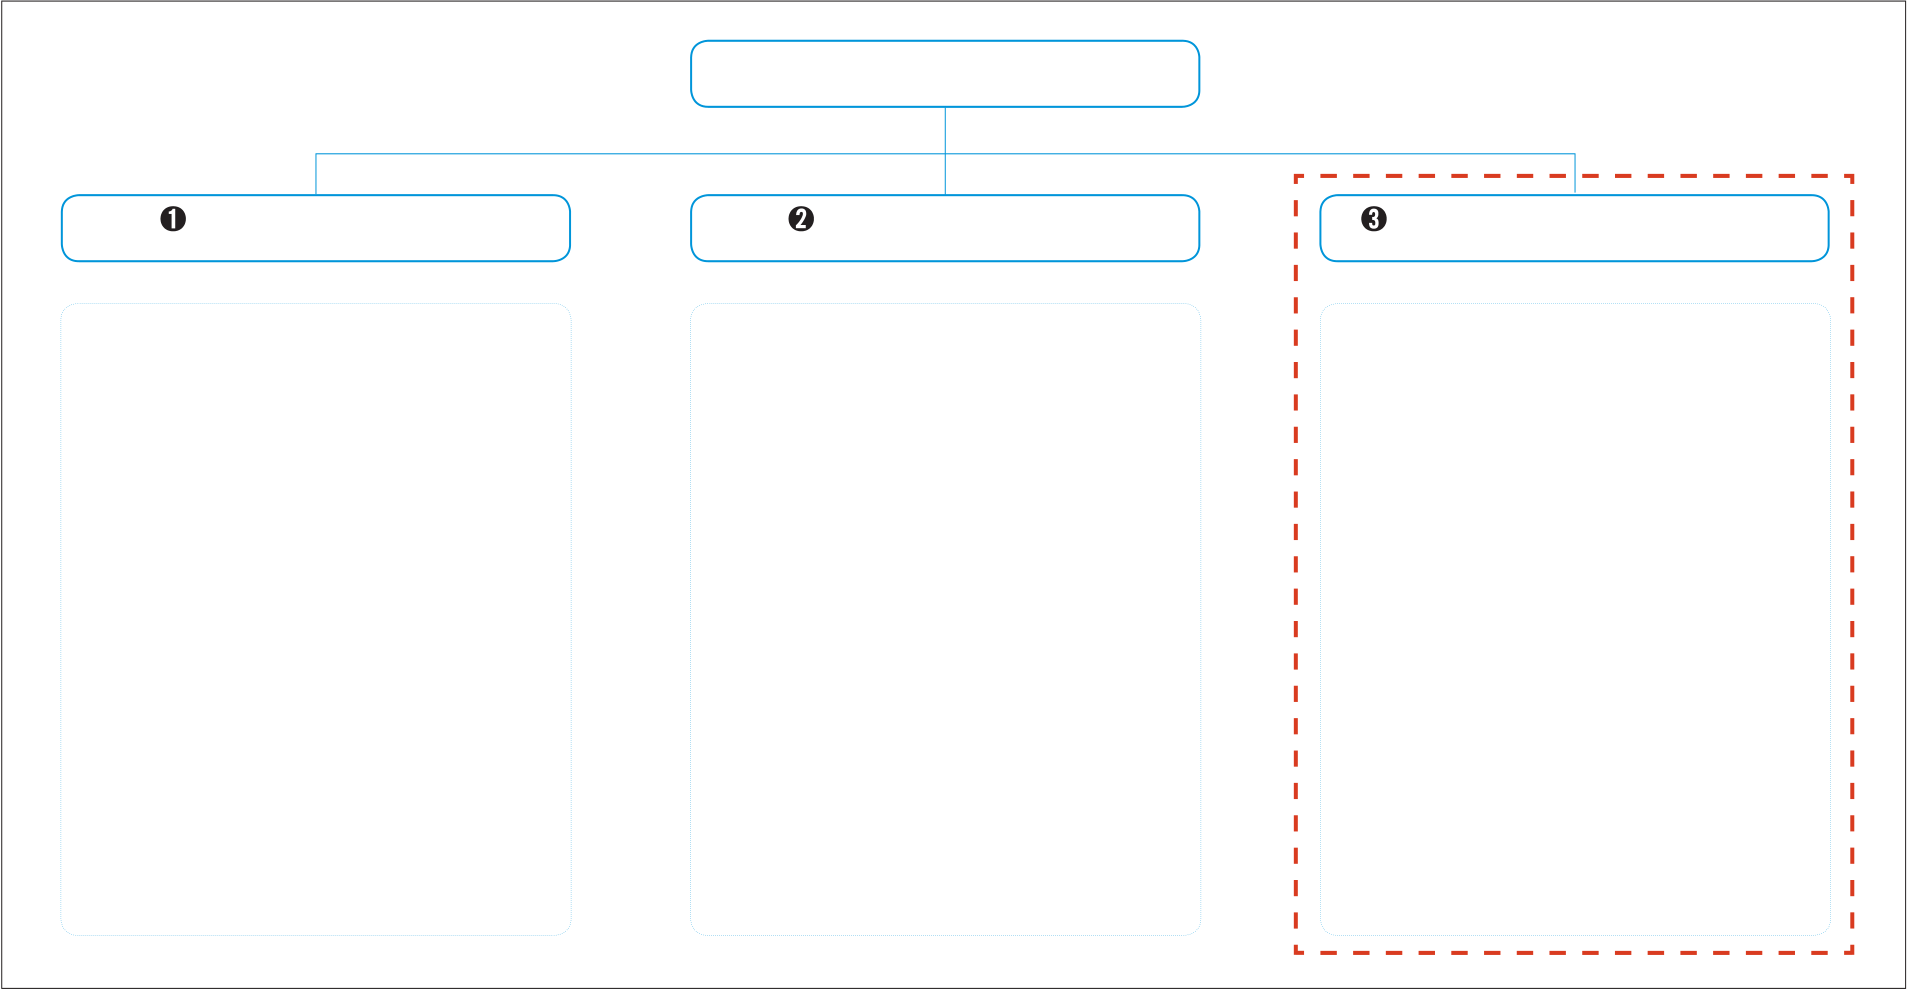 ❶ ❷ ❸